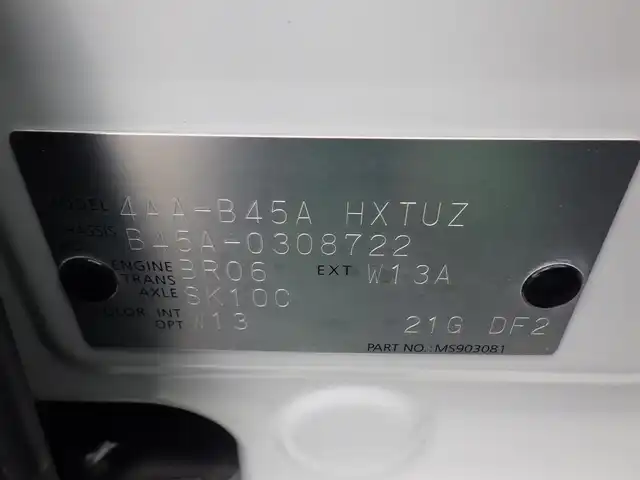 MODEL 4AA-B45A HXTUZ
CHASSIS B45A-0308722
ENGINE BR06 EXT W13A
TRANS
AXLE SK10C
COLOR INT
OPT W13 21G DF2
PART NO.:MS903081